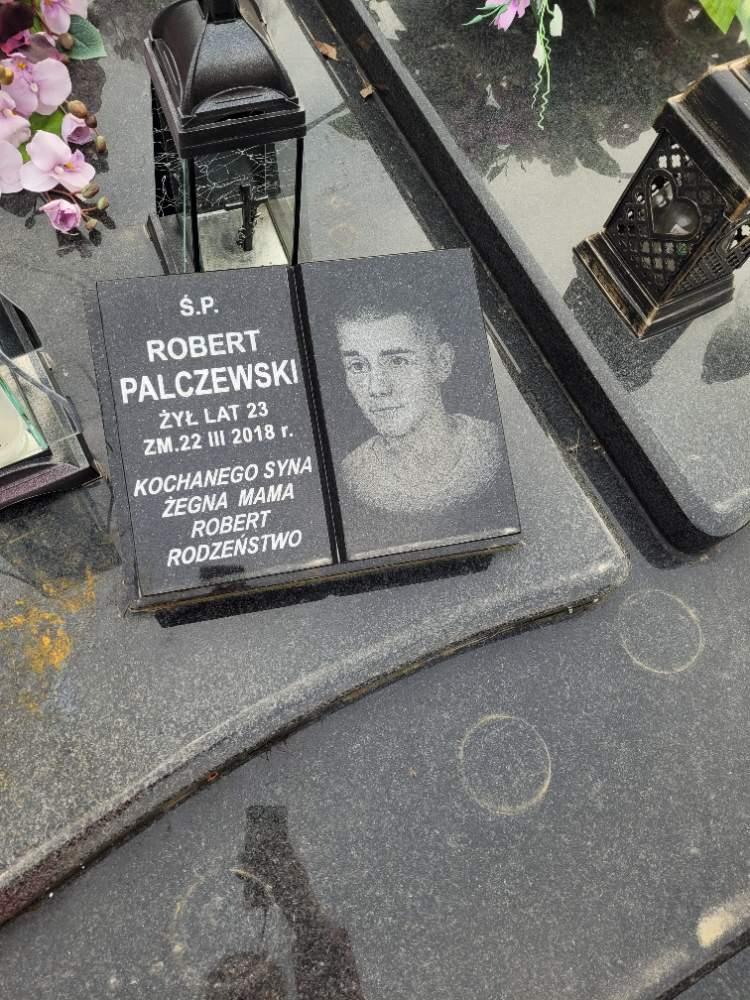 Ś.P.
ROBERT
PALCZEWSKI
ŻYŁ LAT 23
ZM.22 III 2018 r.
KOCHANEGO SYNA
ŻEGNA MAMA
ROBERT
RODZEŃSTWO